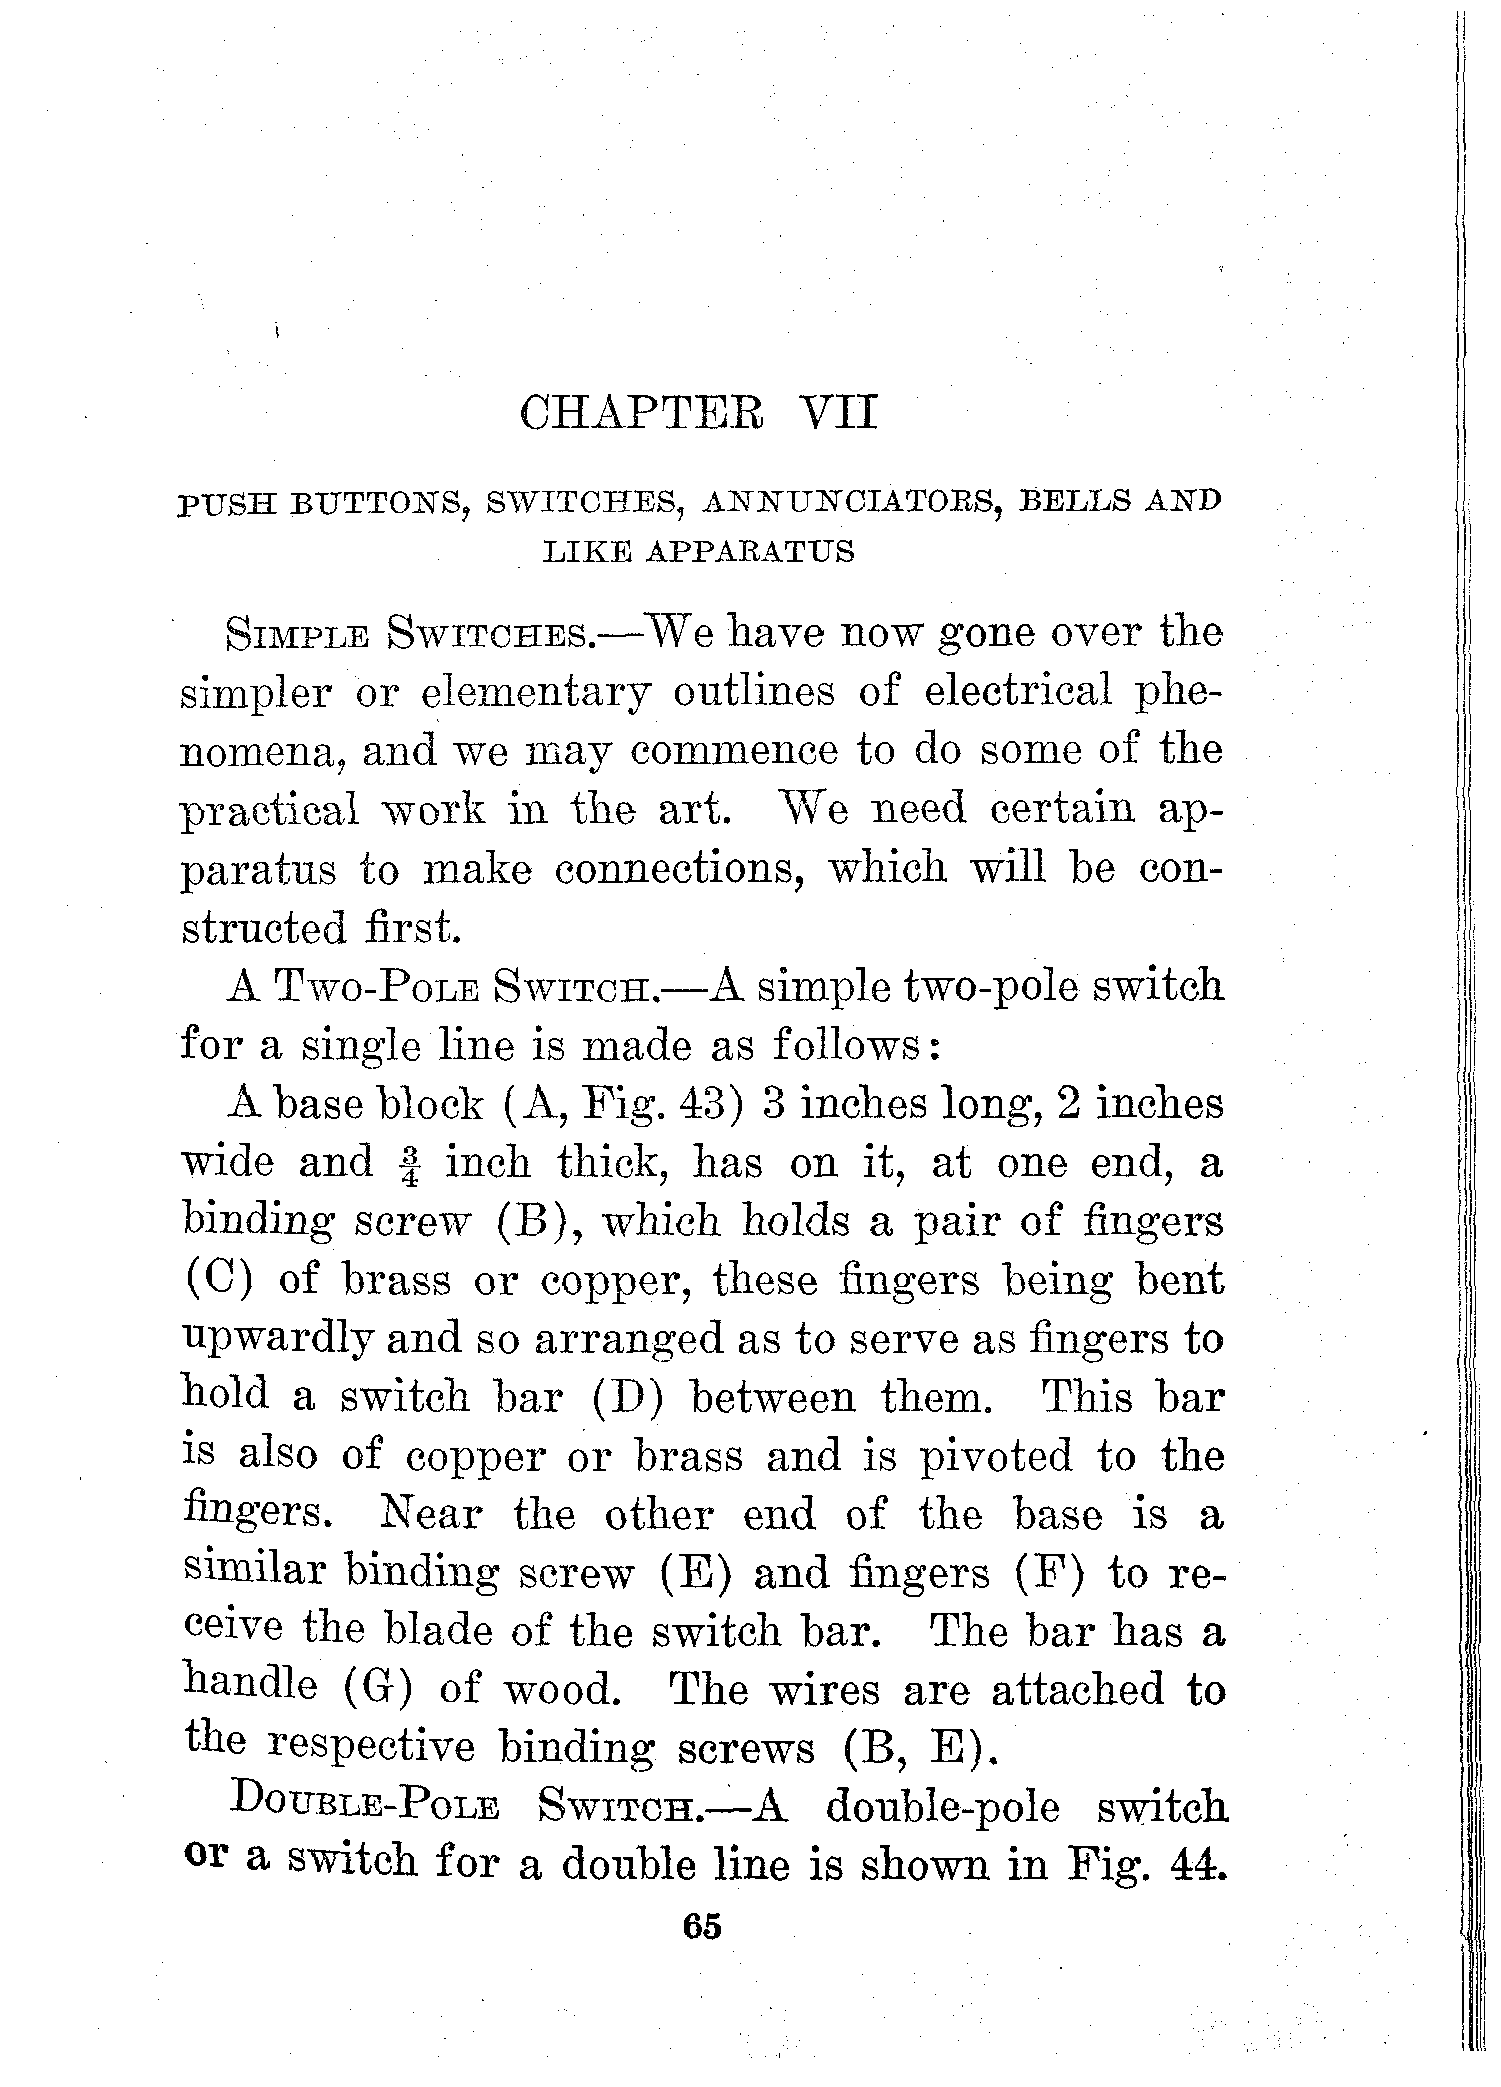 CHAPTER VII
PUSH BUTTONS, SWITCHES, ANNUNCIATORS, BELLS AND
LIKE APPARATUS
SIMPLE SWITCHES.—We have now gone over the
simpler or elementary outlines of electrical phe-
nomena, and we may commence to do some of the
practical work in the art. We need certain ap-
paratus to make connections, which will be con-
structed first.
A TWO-POLE SWITCH.—A simple two-pole switch
for a single line is made as follows:
A base block (A, Fig. 43) 3 inches long, 2 inches
wide and ¾ inch thick, has on it, at one end, a
binding screw (B), which holds a pair of fingers
(C) of brass or copper, these fingers being bent
upwardly and so arranged as to serve as fingers to
hold a switch bar (D) between them. This bar
is also of copper or brass and is pivoted to the
fingers. Near the other end of the base is a
similar binding screw (E) and fingers (F) to re-
ceive the blade of the switch bar. The bar has a
handle (G) of wood. The wires are attached to
the respective binding screws (B, E).
DOUBLE-POLE SWITCH.—A double-pole switch
or a switch for a double line is shown in Fig. 44.
65